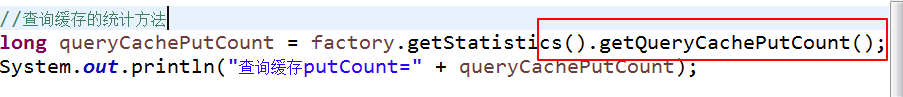 //查询缓存的统计方法
long queryCachePutCount = factory.getStatistics().getQueryCachePutCount();
System.out.println("查询缓存putCount=" + queryCachePutCount);